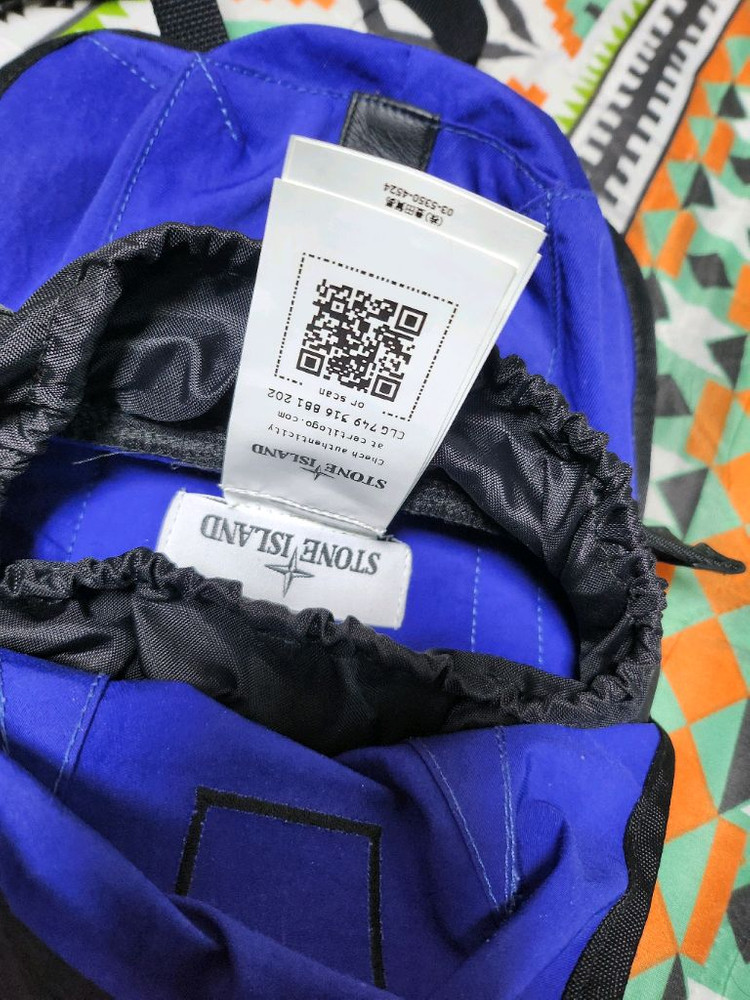 STONE ISLAND
Check authenticity
at certilogo.com
CLG 749 316 881 202
or scan
03-5350-4524
STONE ISLAND